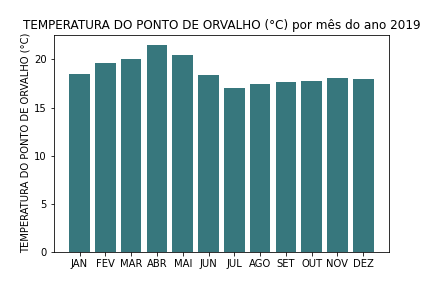 TEMPERATURA DO PONTO DE ORVALHO (°C) por mês do ano 2019
TEMPERATURA DO PONTO DE ORVALHO (°C)
20
15
10
5
0
JAN FEV MAR ABR MAI JUN JUL AGO SET OUT NOV DEZ